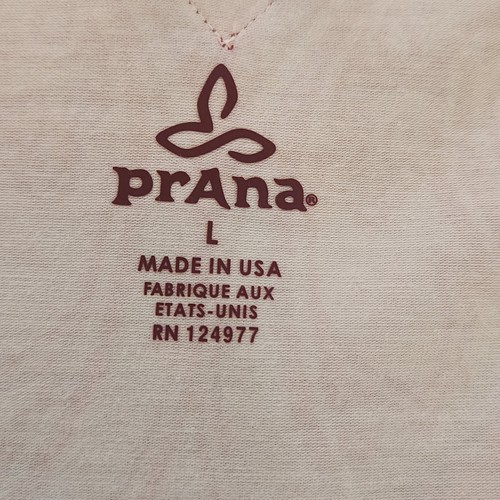 prAna®
L
MADE IN USA
FABRIQUE AUX
ETATS-UNIS
RN 124977